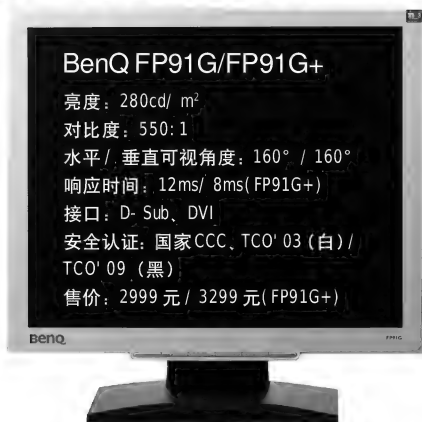 BenQ FP91G/FP91G+
亮度：280cd/ m²
对比度：550:1
水平/ 垂直可视角度：160° / 160°
响应时间：12ms/ 8ms(FP91G+)
接口：D- Sub、DVI
安全认证：国家CCC、TCO' 03 (白)/
TCO' 09 (黑)
售价：2999 元 / 3299 元(FP91G+)
BenQ
FP91G